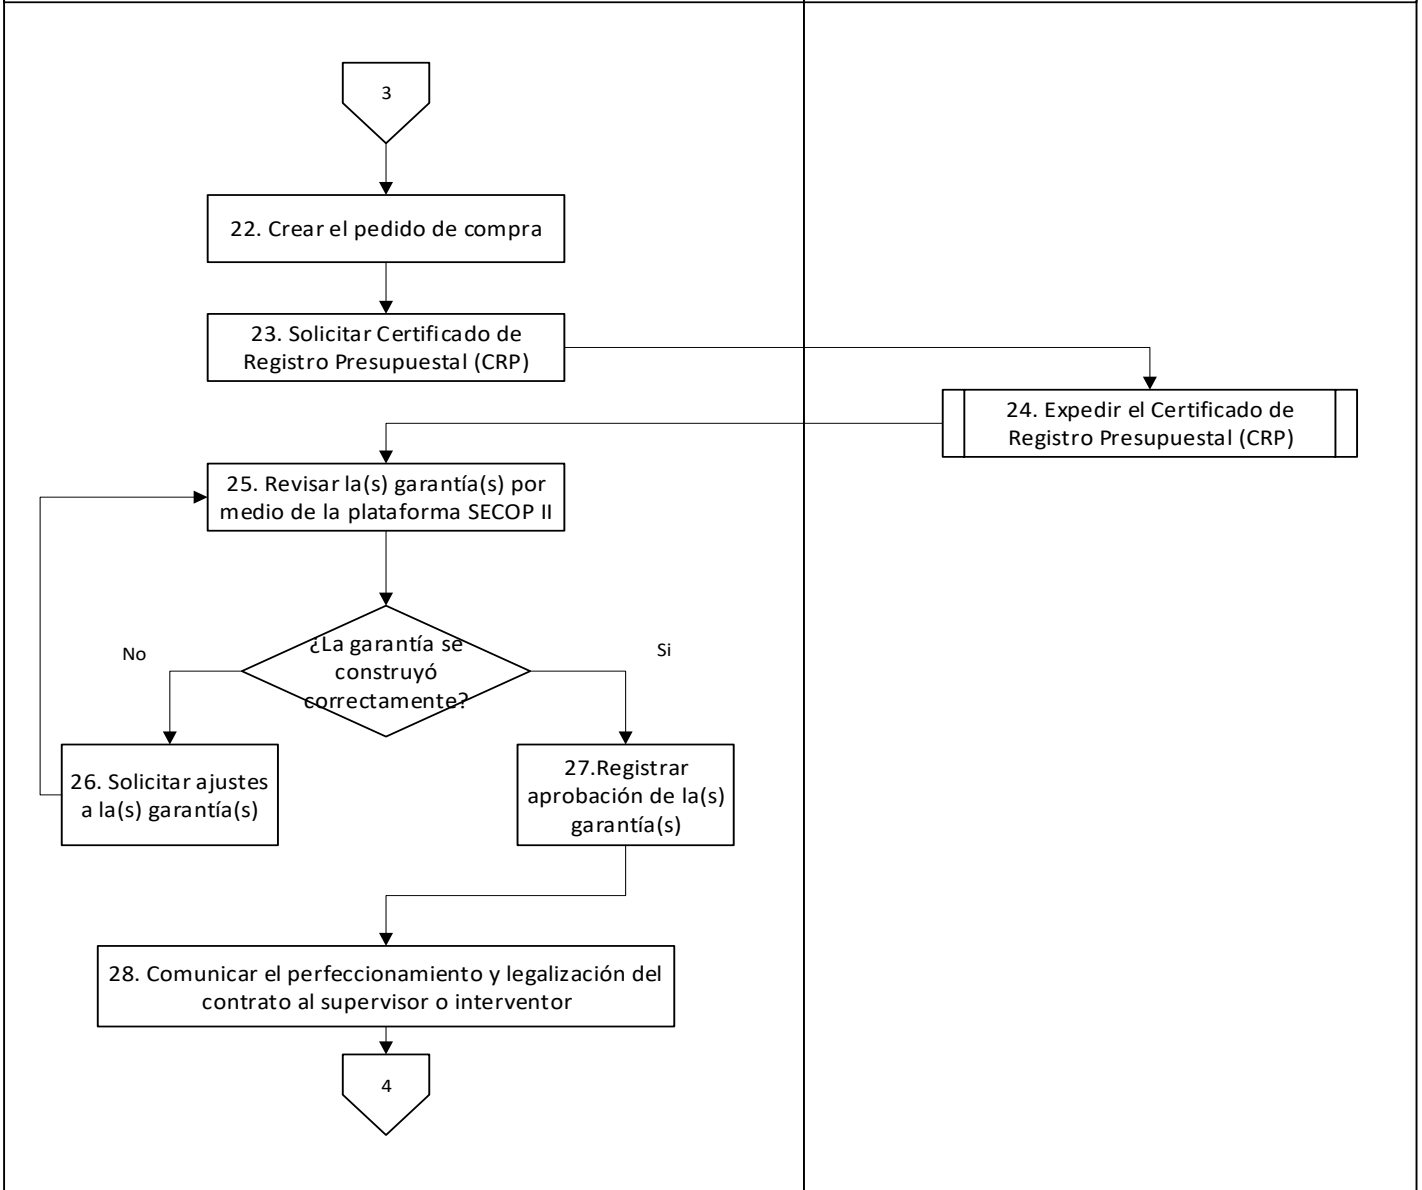 3
22. Crear el pedido de compra
23. Solicitar Certificado de
Registro Presupuestal (CRP)
24. Expedir el Certificado de
Registro Presupuestal (CRP)
25. Revisar la(s) garantía(s) por
medio de la plataforma SECOP II
¿La garantía se
construyó
correctamente?
No
Si
26. Solicitar ajustes
a la(s) garantía(s)
27.Registrar
aprobación de la(s)
garantía(s)
28. Comunicar el perfeccionamiento y legalización del
contrato al supervisor o interventor
4